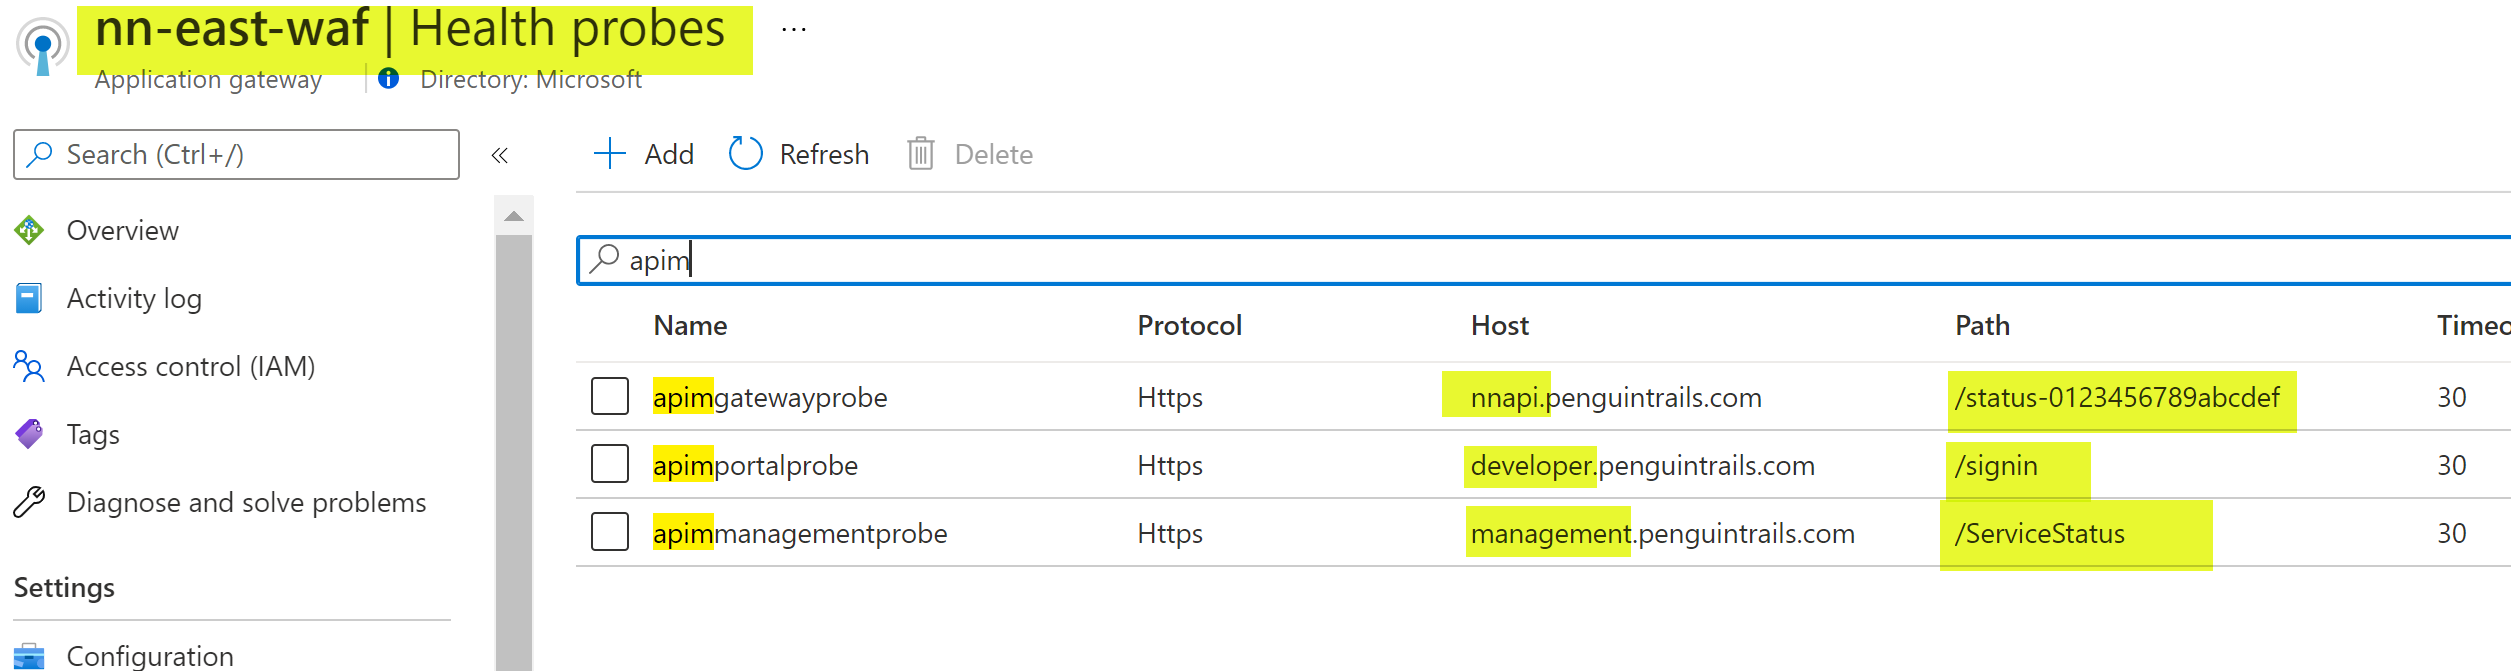 nn-east-waf | Health probes ...
Application gateway Directory: Microsoft
Search (Ctrl+/) «
Add Refresh Delete
Overview
apim
Activity log
Name Protocol Host Path Timeo
Access control (IAM)
apimgatewayprobe Https nnapi.penguintrails.com /status-0123456789abcdef 30
Tags
apimportalprobe Https developer.penguintrails.com /signin 30
Diagnose and solve problems
apimmanagementprobe Https management.penguintrails.com /ServiceStatus 30
Settings
Configuration